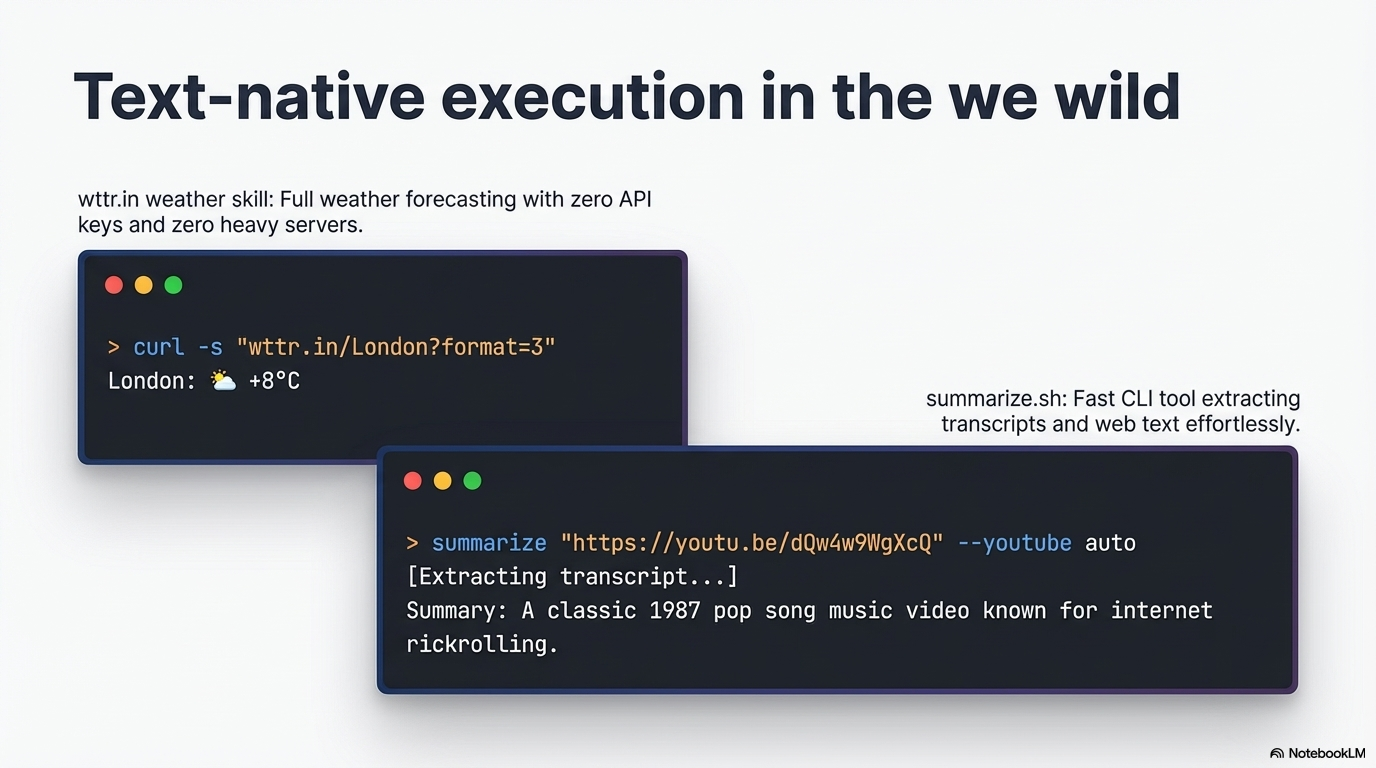 Text-native execution in the we wild
wttr.in weather skill: Full weather forecasting with zero API
keys and zero heavy servers.
> curl -s "wttr.in/London?format=3"
London: 🌤️ +8°C
summarize.sh: Fast CLI tool extracting
transcripts and web text effortlessly.
> summarize "https://youtu.be/dQw4w9WgXcQ" --youtube auto
[Extracting transcript...]
Summary: A classic 1987 pop song music video known for internet
rickrolling.
NotebookLM